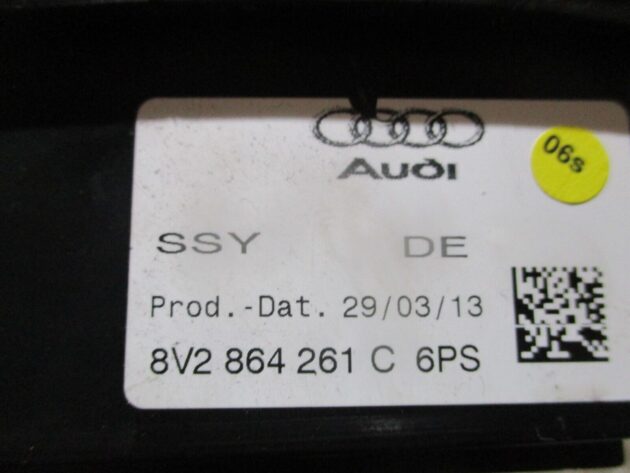 Audi
06s
SSY DE
Prod.-Dat. 29/03/13
8V2 864 261 C 6PS